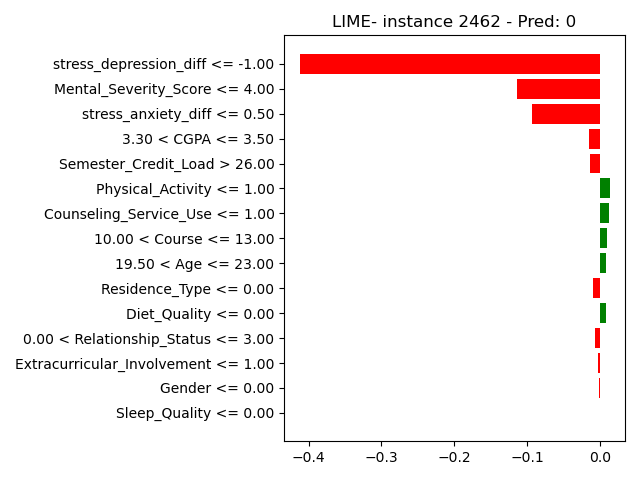 LIME- instance 2462 - Pred: 0
stress_depression_diff <= -1.00
Mental_Severity_Score <= 4.00
stress_anxiety_diff <= 0.50
3.30 < CGPA <= 3.50
Semester_Credit_Load > 26.00
Physical_Activity <= 1.00
Counseling_Service_Use <= 1.00
10.00 < Course <= 13.00
19.50 < Age <= 23.00
Residence_Type <= 0.00
Diet_Quality <= 0.00
0.00 < Relationship_Status <= 3.00
Extracurricular_Involvement <= 1.00
Gender <= 0.00
Sleep_Quality <= 0.00
−0.4 −0.3 −0.2 −0.1 0.0